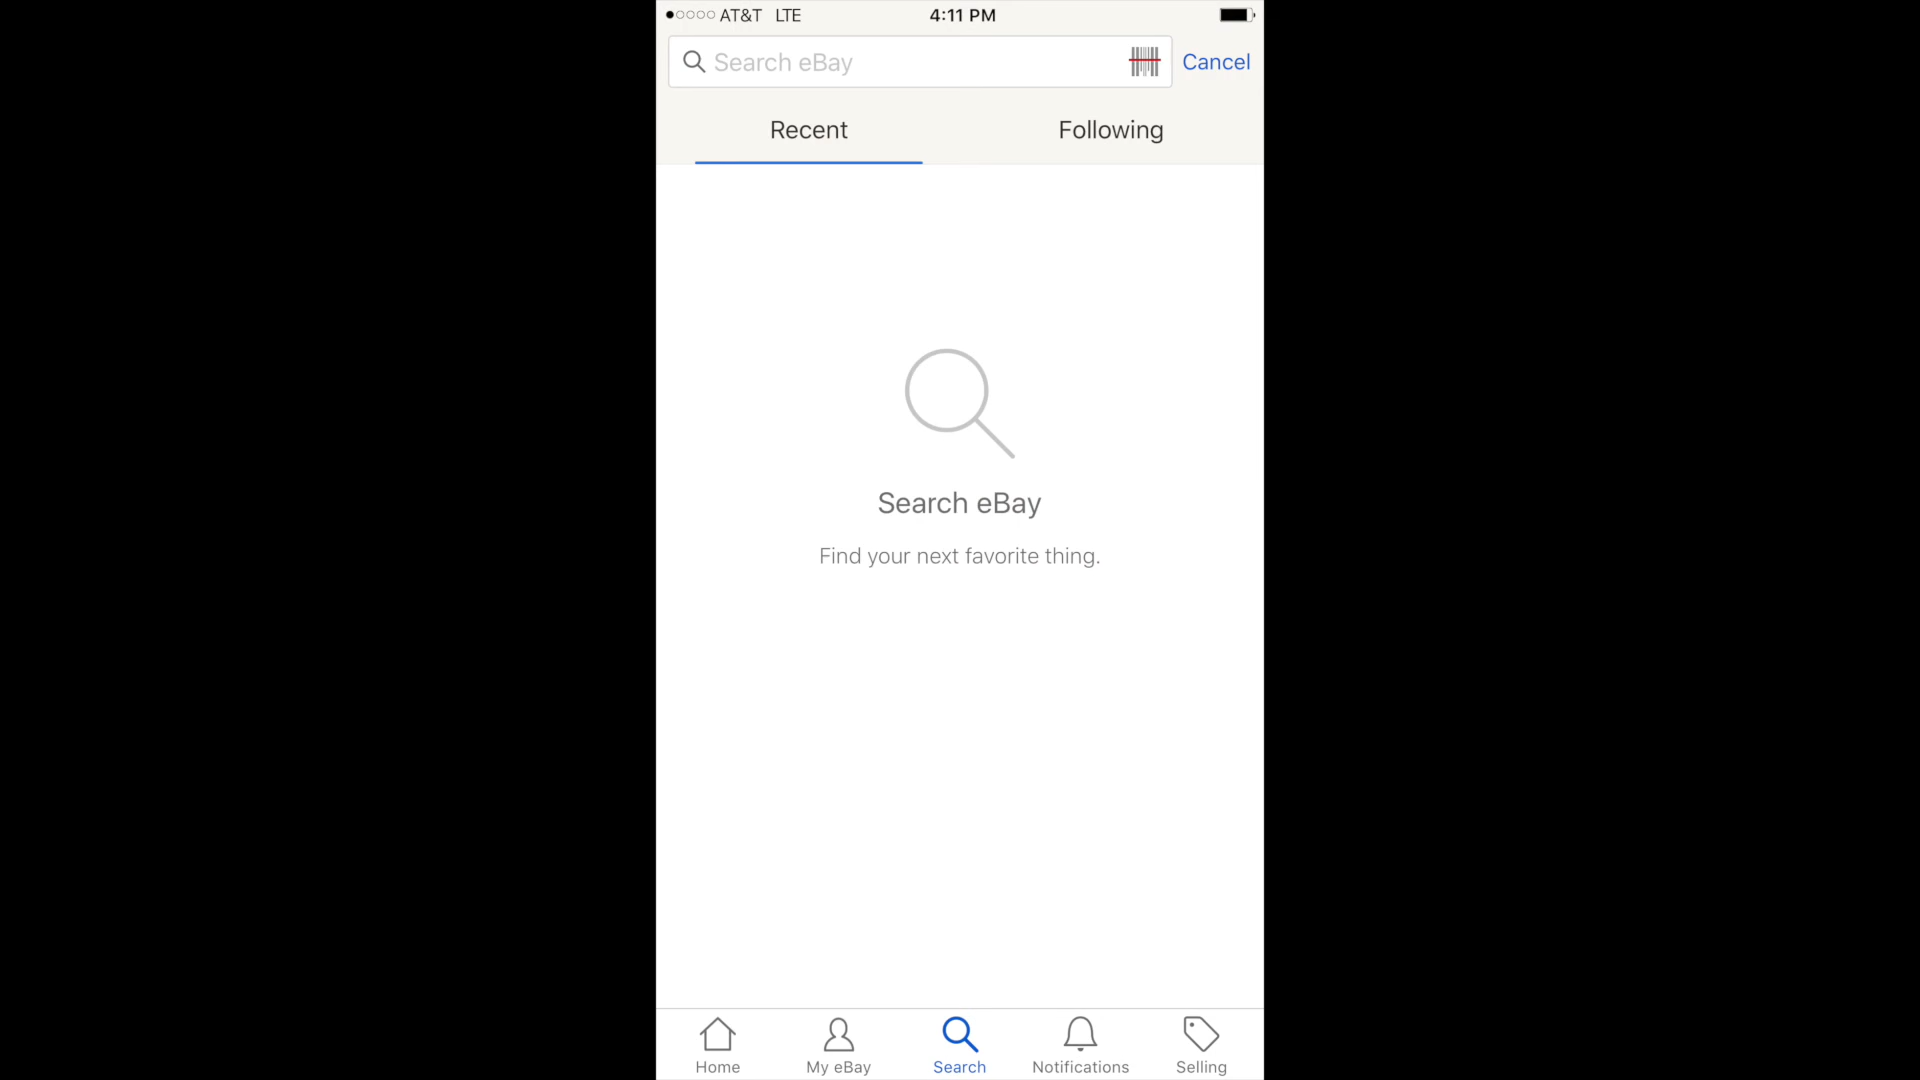 AT&T LTE 4:11 PM
Search eBay Cancel
Recent Following
Search eBay
Find your next favorite thing.
Home My eBay Search Notifications Selling